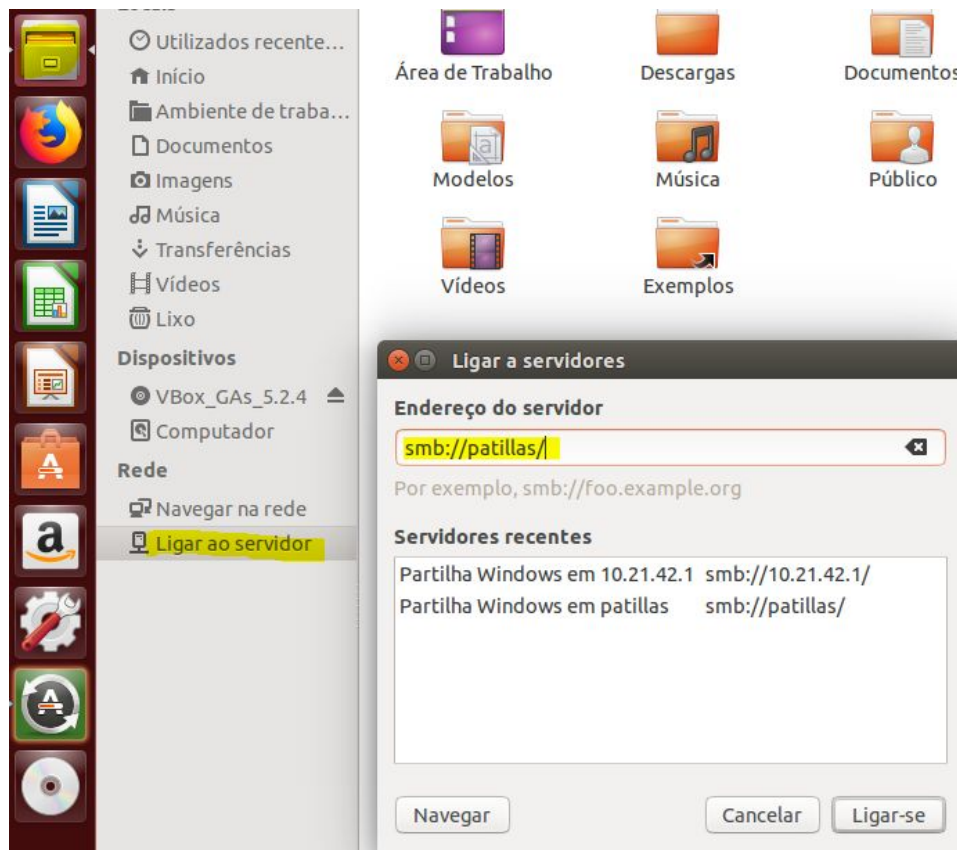 Utilizados recente...
Início
Ambiente de traba...
Documentos
Imagens
Música
Transferências
Vídeos
Lixo
Dispositivos
VBox_GAs_5.2.4
Computador
Rede
Navegar na rede
Ligar ao servidor
Área de Trabalho Descargas Documentos
Modelos Música Público
Vídeos Exemplos
Ligar a servidores
Endereço do servidor
smb://patillas/
Por exemplo, smb://foo.example.org
Servidores recentes
Partilha Windows em 10.21.42.1 smb://10.21.42.1/
Partilha Windows em patillas smb://patillas/
Navegar Cancelar Ligar-se